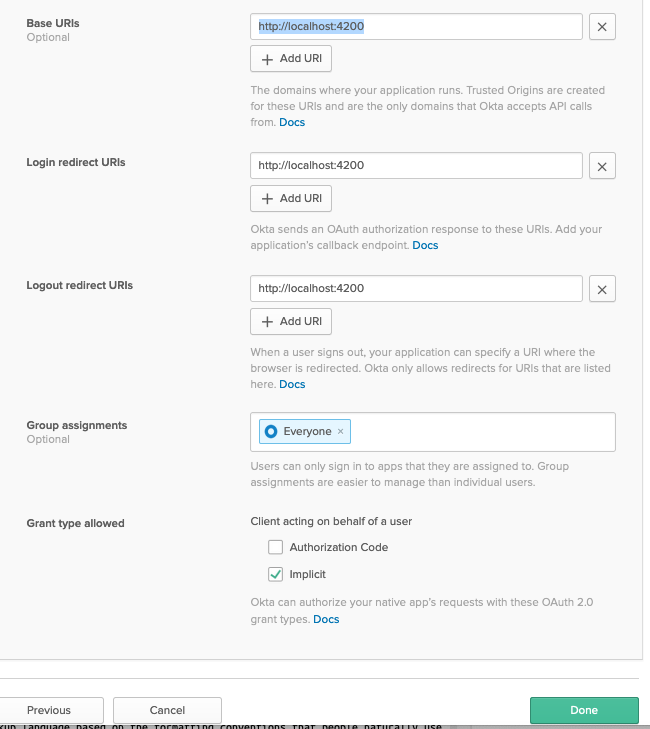 Base URIs
Optional
http://localhost:4200
Add URI
The domains where your application runs. Trusted Origins are created
for these URIs and are the only domains that Okta accepts API calls
from. Docs
Login redirect URIs
http://localhost:4200
Add URI
Okta sends an OAuth authorization response to these URIs. Add your
application's callback endpoint. Docs
Logout redirect URIs
http://localhost:4200
Add URI
When a user signs out, your application can specify a URI where the
browser is redirected. Okta only allows redirects for URIs that are listed
here. Docs
Group assignments
Optional
Everyone ×
Users can only sign in to apps that they are assigned to. Group
assignments are easier to manage than individual users.
Grant type allowed
Client acting on behalf of a user
Authorization Code
Implicit
Okta can authorize your native app's requests with these OAuth 2.0
grant types. Docs
Previous Cancel Done
language based on the formatting conventions that people naturally use